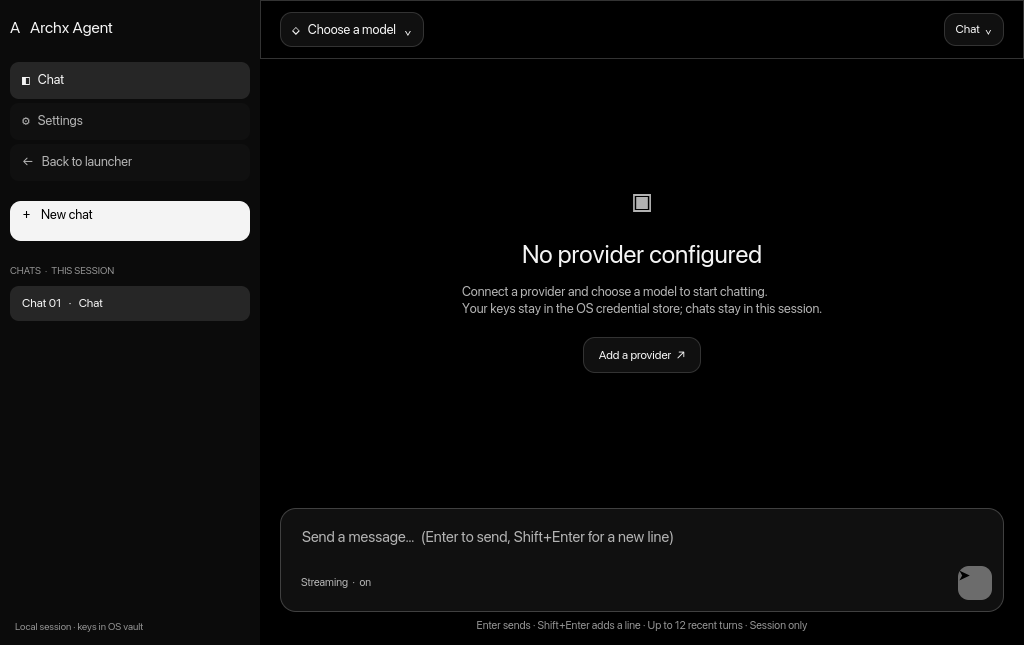 A Archx Agent
Chat
Settings
← Back to launcher
+ New chat
CHATS · THIS SESSION
Chat 01 · Chat
Local session · keys in OS vault
Choose a model
Chat
No provider configured
Connect a provider and choose a model to start chatting.
Your keys stay in the OS credential store; chats stay in this session.
Add a provider ↗
Send a message... (Enter to send, Shift+Enter for a new line)
Streaming · on
Enter sends · Shift+Enter adds a line · Up to 12 recent turns · Session only